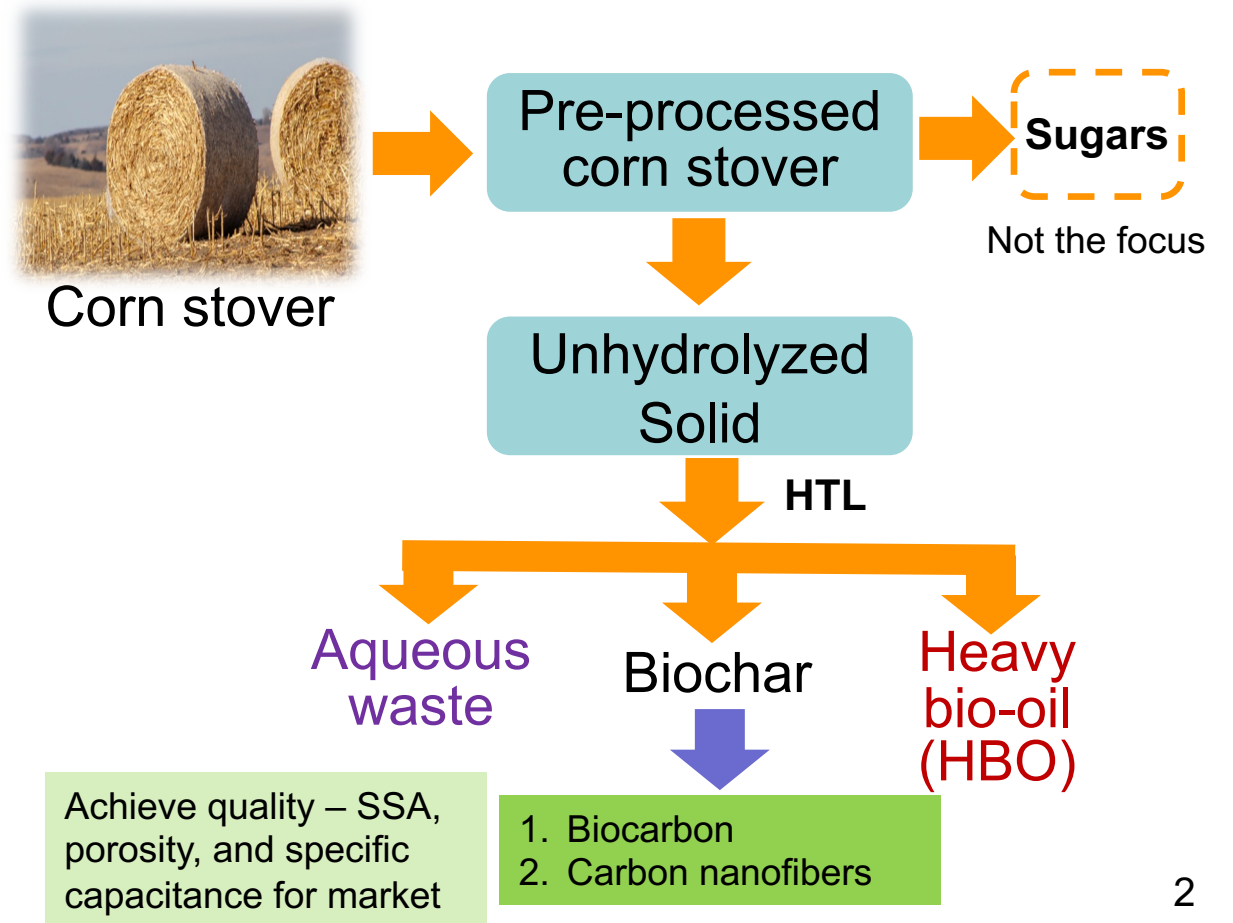 Pre-processed
corn stover
Sugars
Not the focus
Corn stover
Unhydrolyzed
Solid
HTL
Aqueous
waste
Biochar
Heavy
bio-oil
(HBO)
Achieve quality – SSA,
porosity, and specific
capacitance for market
1. Biocarbon
2. Carbon nanofibers
2